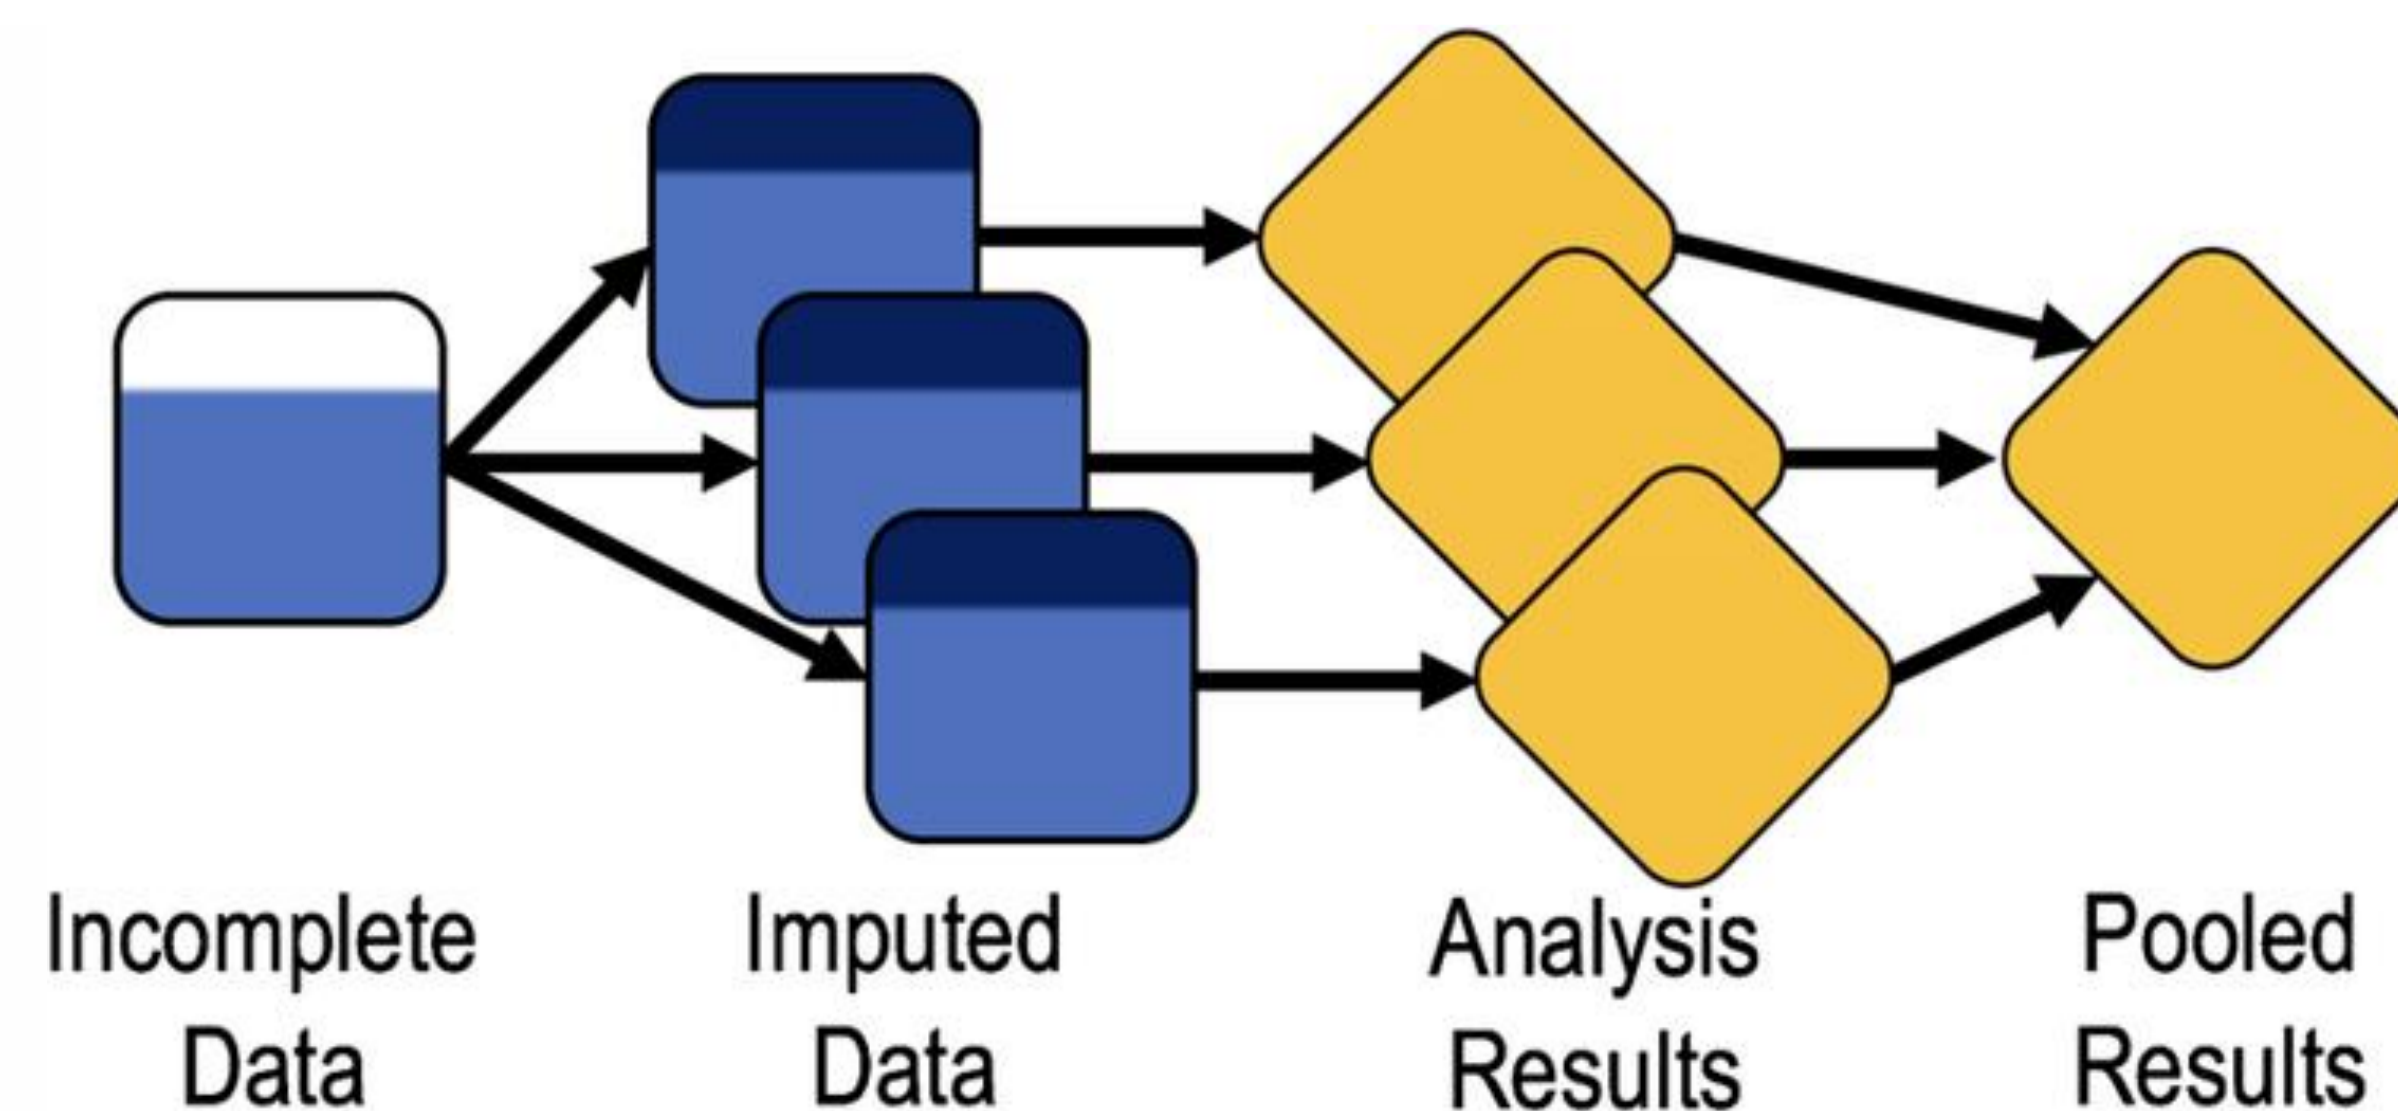 Incomplete
Data
Imputed
Data
Analysis
Results
Pooled
Results